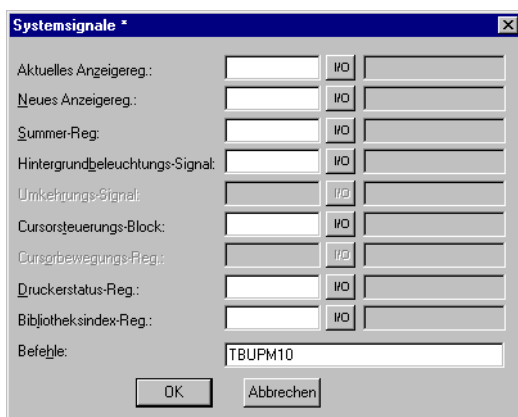 Systemsignale *
Aktuelles Anzeigereg.: I/O
Neues Anzeigereg.: I/O
Summer-Reg: I/O
Hintergrundbeleuchtungs-Signal: I/O
Umkehrungs-Signal: I/O
Cursorsteuerungs-Block: I/O
Cursorbewegungs-Reg.: I/O
Druckerstatus-Reg.: I/O
Bibliotheksindex-Reg.: I/O
Befehle: TBUPM10
OK Abbrechen